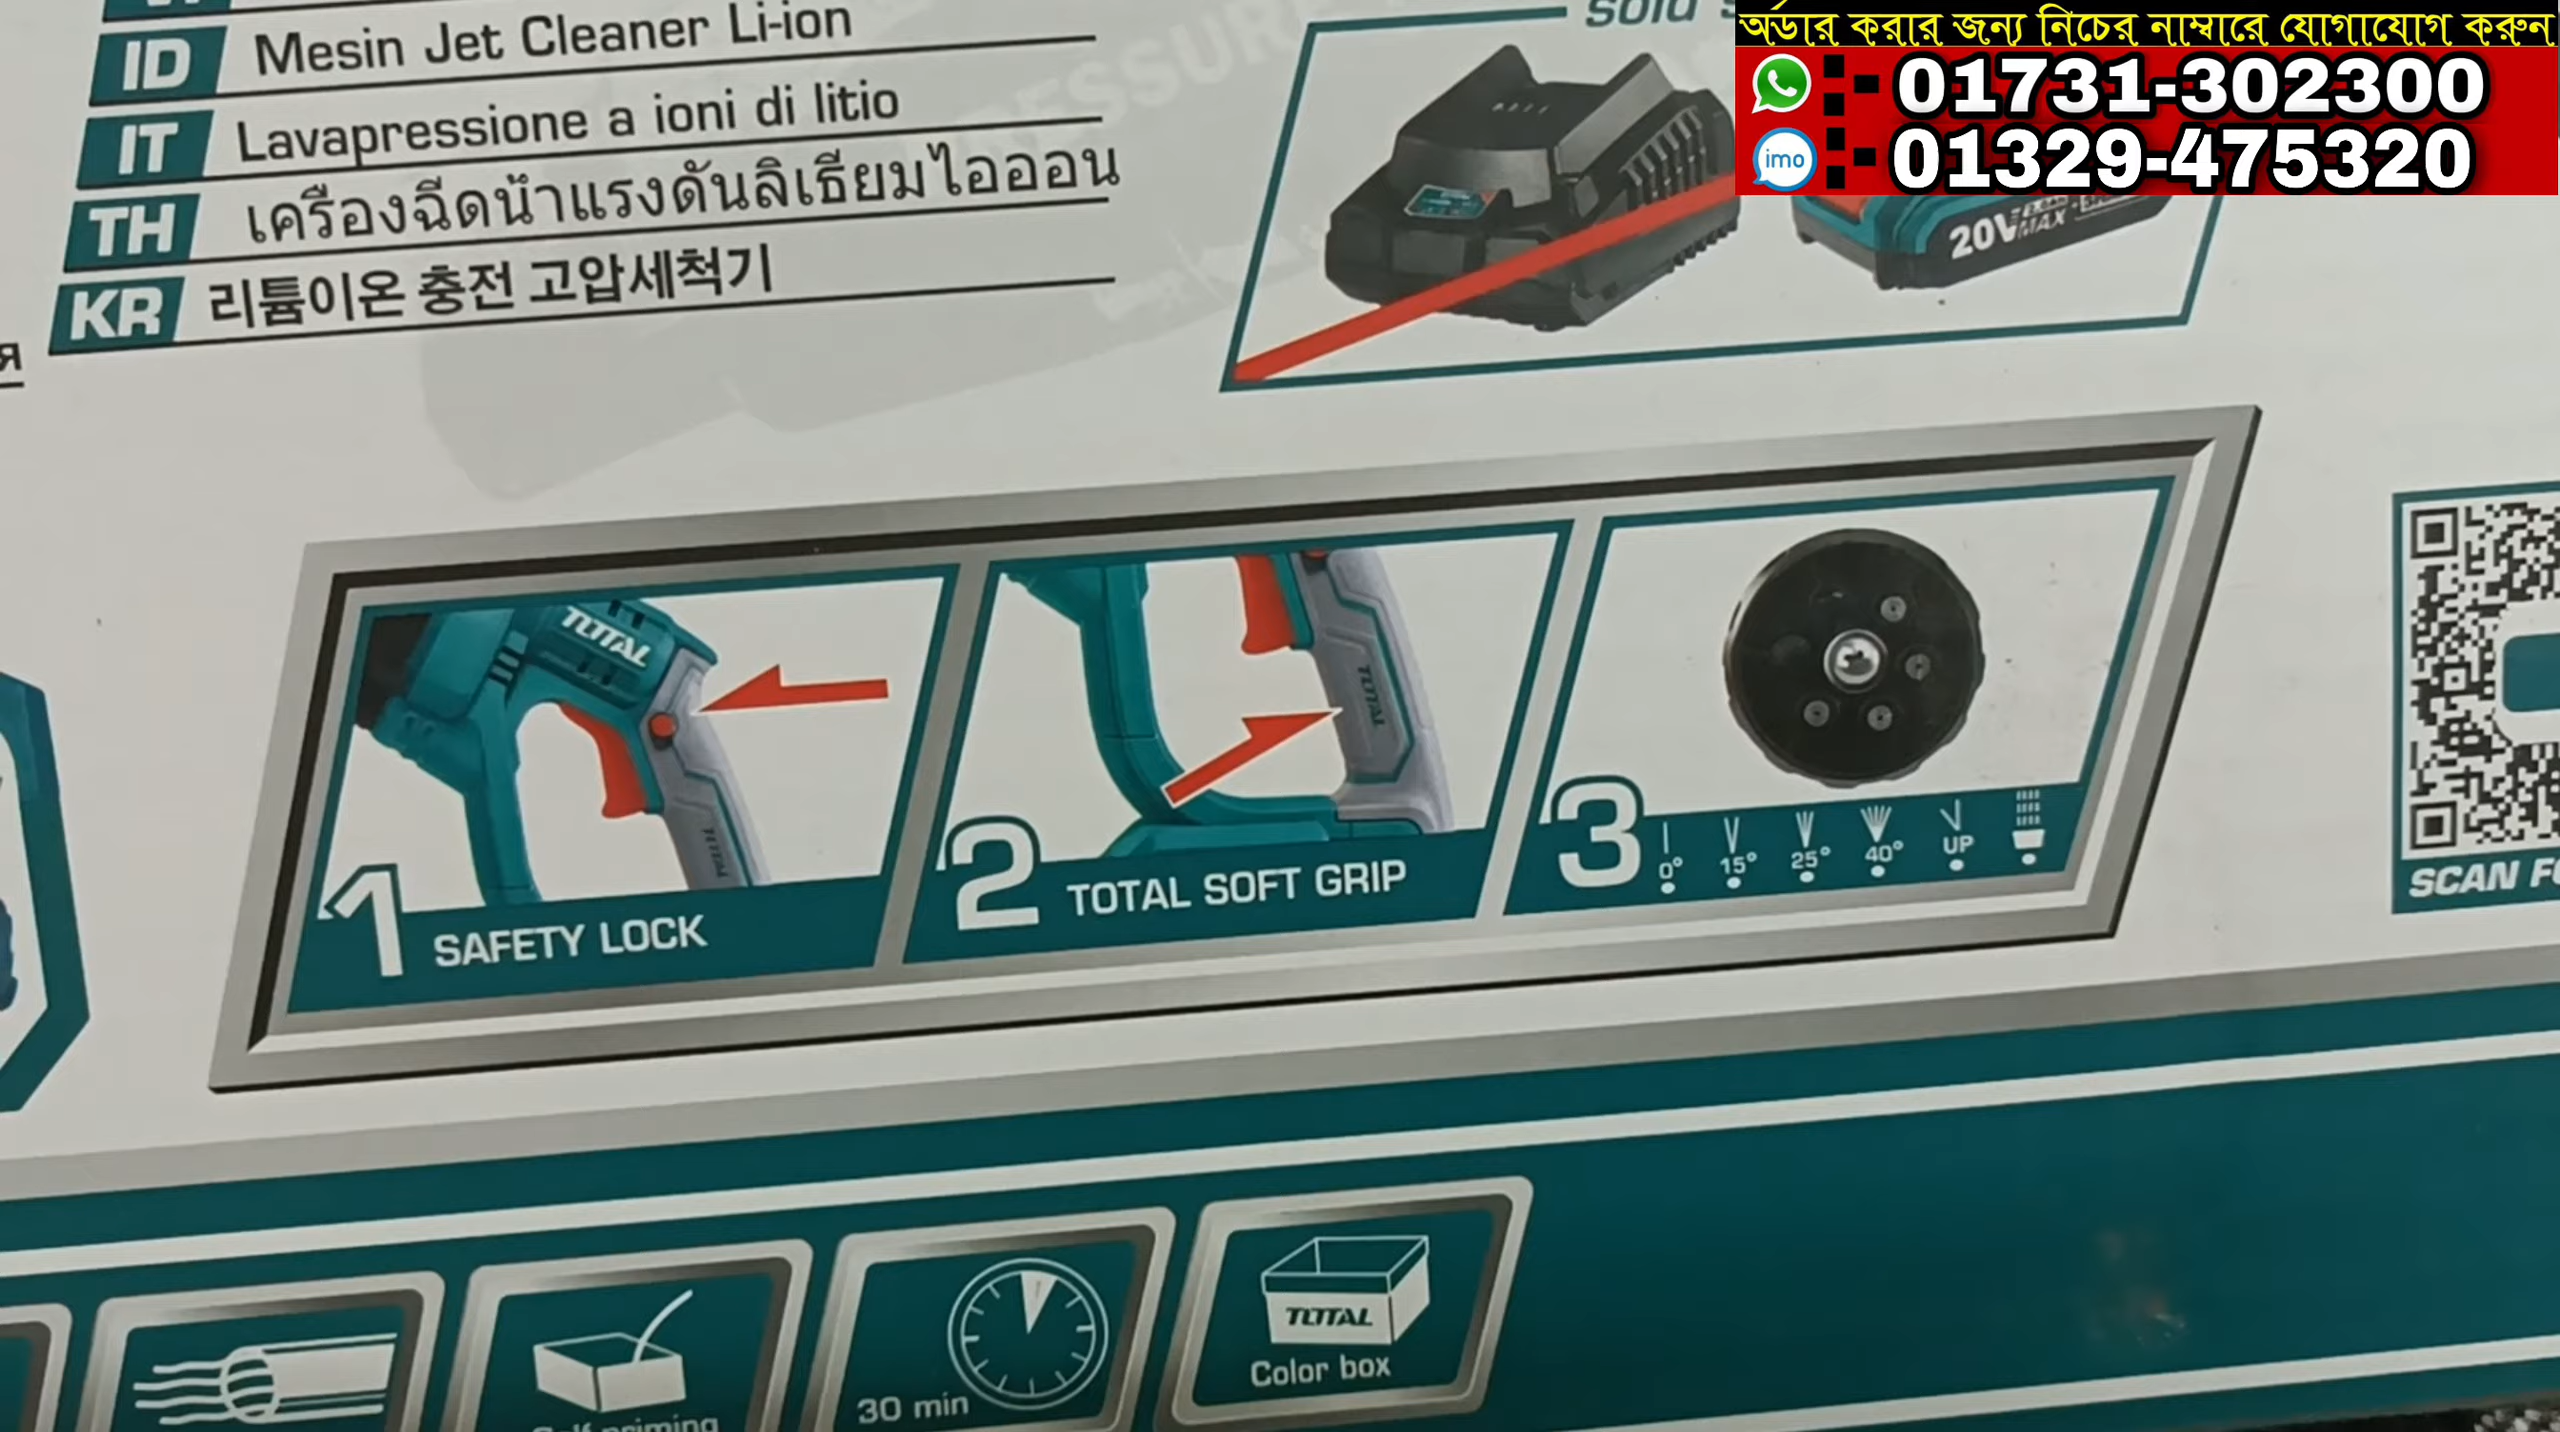 ID Mesin Jet Cleaner Li-ion
IT Lavapressione a ioni di litio
TH เครื่องฉีดน้ำแรงดันลิเธียมไอออน
KR 리튬이온 충전 고압세척기
Я
sold
অর্ডার করার জন্য নিচের নাম্বারে যোগাযোগ করুন
:- 01731-302300
imo :- 01329-475320
20V MAX
TOTAL
TOTAL
1 SAFETY LOCK
TOTAL
2 TOTAL SOFT GRIP
3 0° 15° 25° 40° UP
SCAN
priming
30 min
TOTAL
Color box